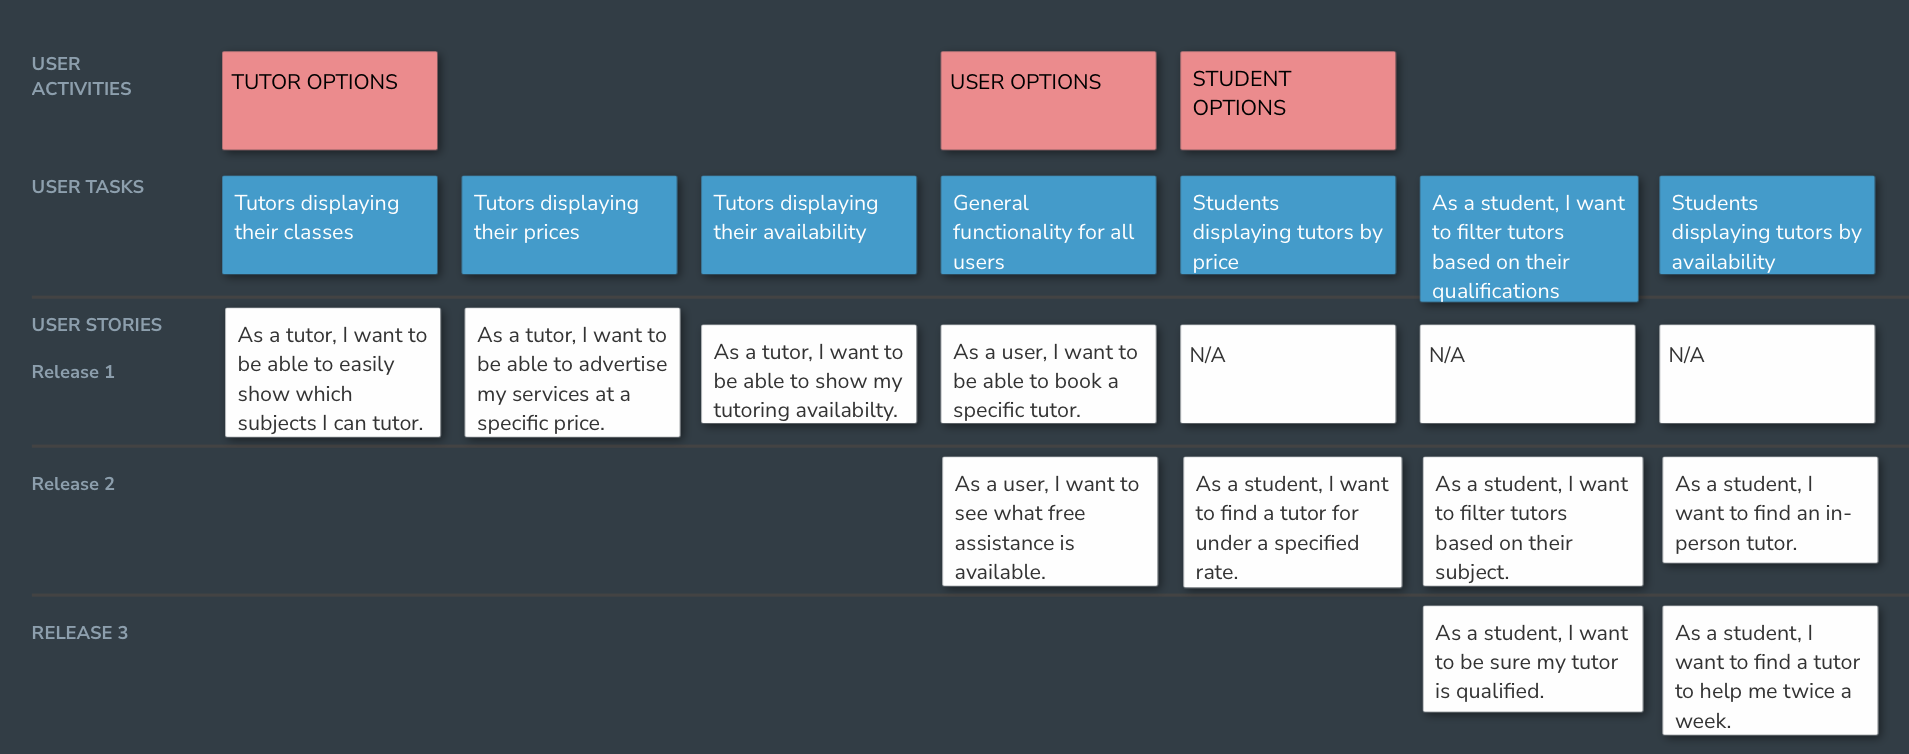 USER
ACTIVITIES
TUTOR OPTIONS
USER OPTIONS
STUDENT
OPTIONS
USER TASKS
Tutors displaying
their classes
Tutors displaying
their prices
Tutors displaying
their availability
General
functionality for all
users
Students
displaying tutors by
price
As a student, I want
to filter tutors
based on their
qualifications
Students
displaying tutors by
availability
USER STORIES
Release 1
As a tutor, I want to
be able to easily
show which
subjects I can tutor.
As a tutor, I want to
be able to advertise
my services at a
specific price.
As a tutor, I want to
be able to show my
tutoring availabilty.
As a user, I want to
be able to book a
specific tutor.
N/A
N/A
N/A
Release 2
As a user, I want to
see what free
assistance is
available.
As a student, I want
to find a tutor for
under a specified
rate.
As a student, I want
to filter tutors
based on their
subject.
As a student, I
want to find an in-
person tutor.
RELEASE 3
As a student, I want
to be sure my tutor
is qualified.
As a student, I
want to find a tutor
to help me twice a
week.